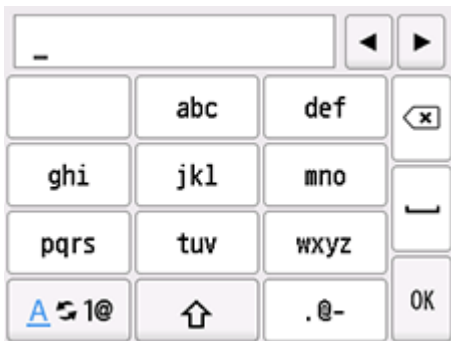 _
abc def
ghi jkl mno
pqrs tuv wxyz
A 1@ .@- OK